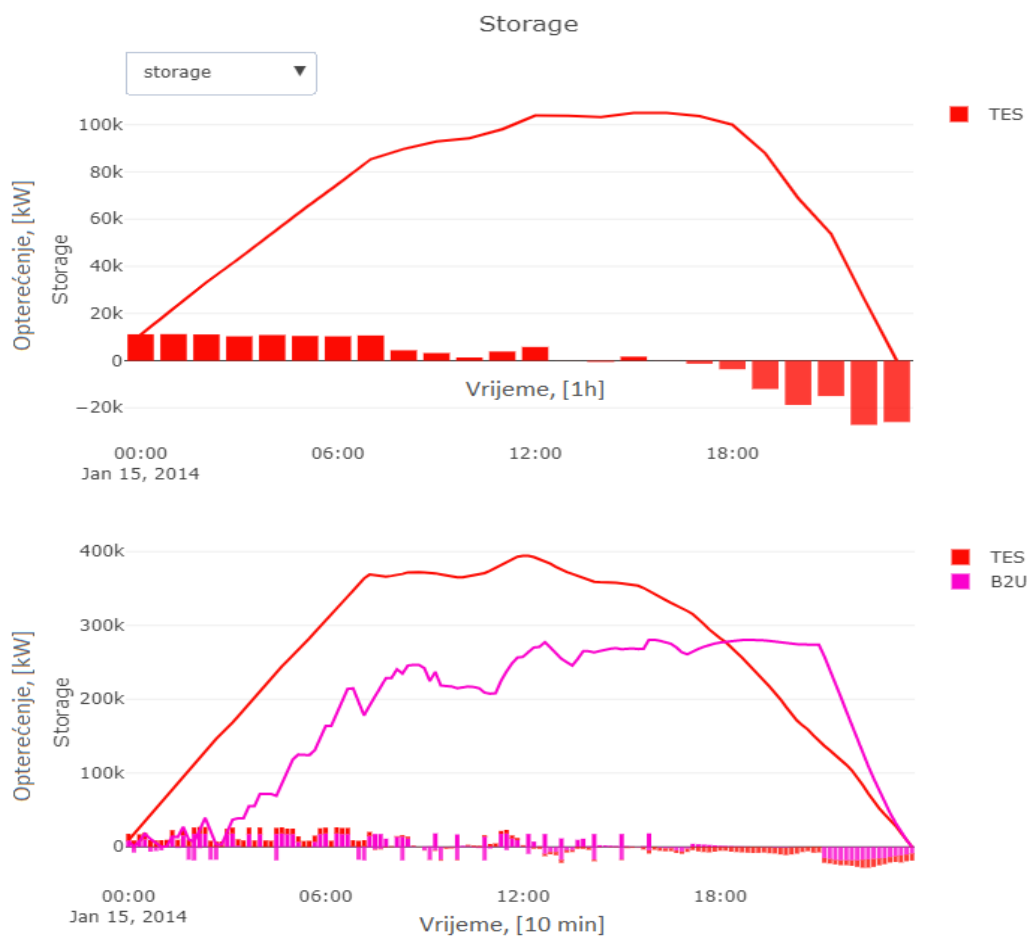 Storage
storage ▼
TES
100k
80k
60k
40k
20k
0
−20k
Opterećenje, [kW]
Storage
Vrijeme, [1h]
00:00 06:00 12:00 18:00
Jan 15, 2014
TES
B2U
400k
300k
200k
100k
0
Opterećenje, [kW]
Storage
00:00 06:00 12:00 18:00
Jan 15, 2014
Vrijeme, [10 min]